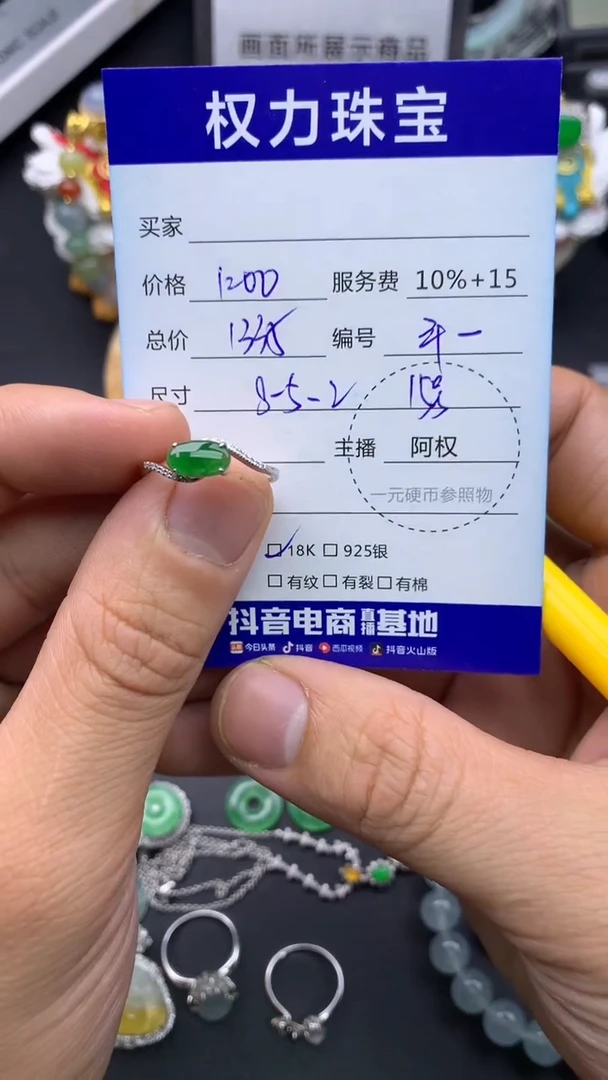 画面所展示商品
权力珠宝
买家
价格 1200 服务费 10%+15
总价 1335 编号
尺寸 8-5-2 15号
主播 阿权
一元硬币参照物
18K 925银
有纹 有裂 有棉
抖音电商直播基地
今日头条 抖音 西瓜视频 抖音火山版